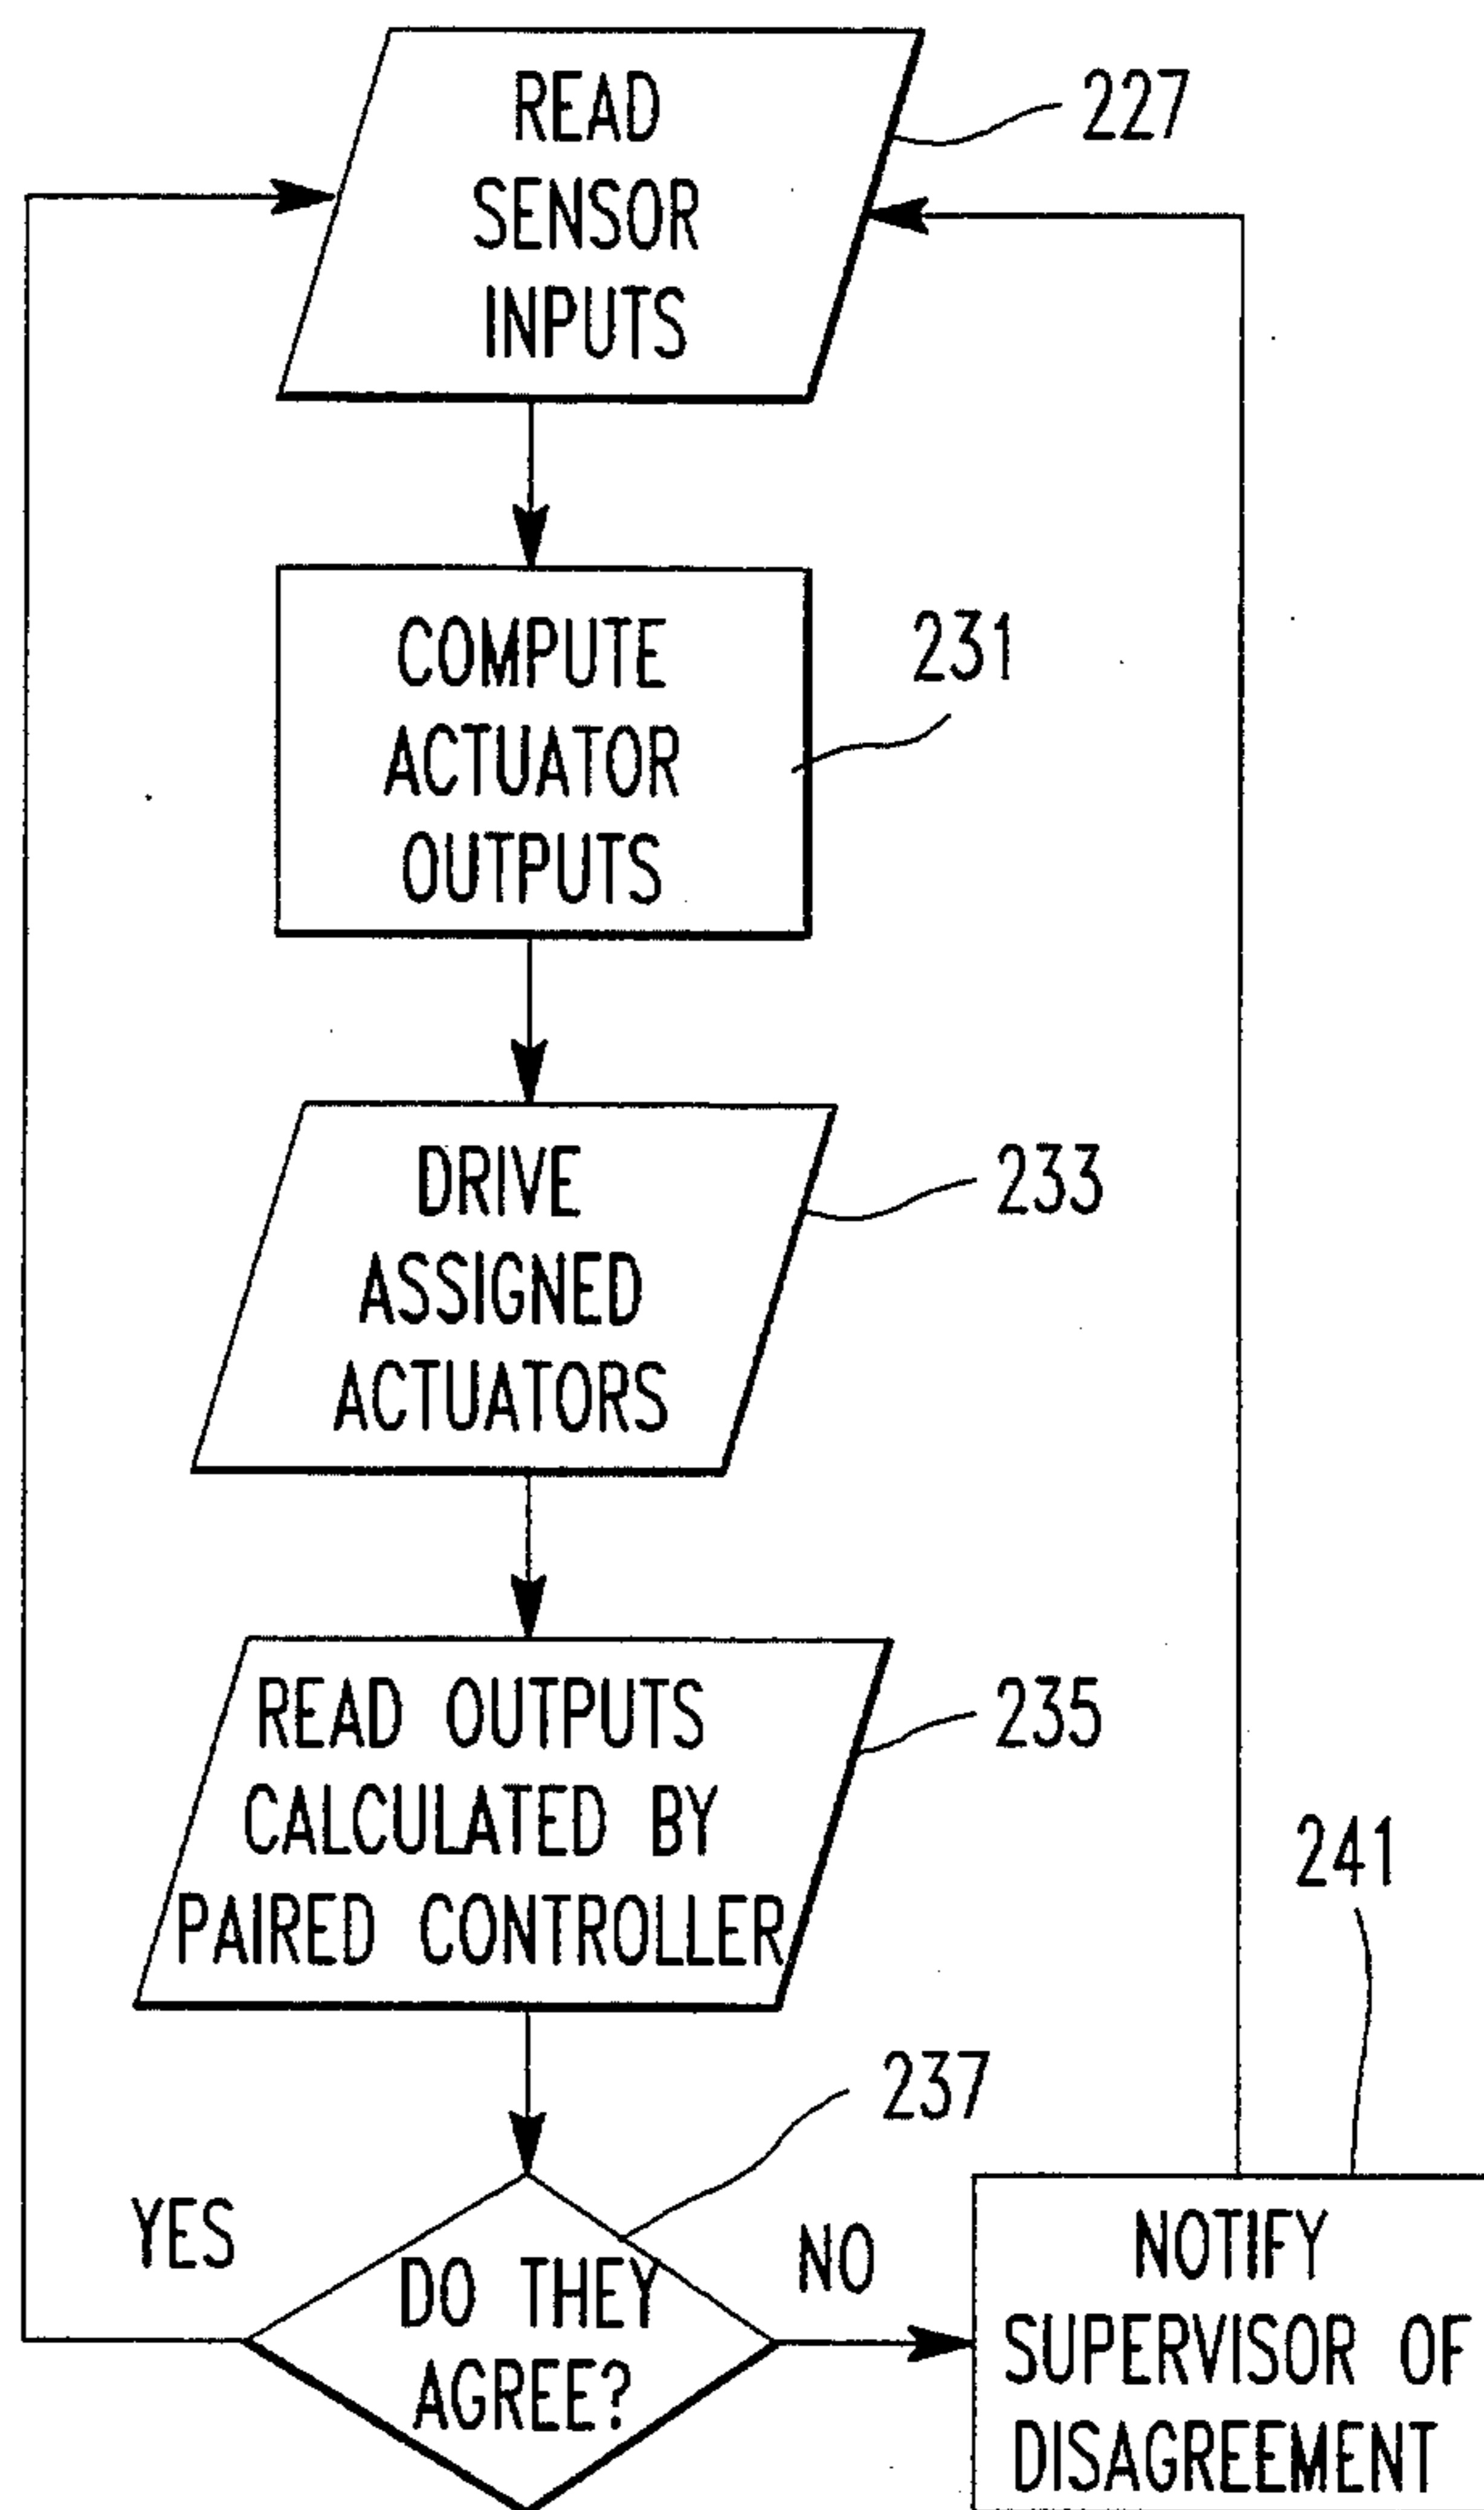 READ
SENSOR
INPUTS
227
COMPUTE
ACTUATOR
OUTPUTS
231
DRIVE
ASSIGNED
ACTUATORS
233
READ OUTPUTS
CALCULATED BY
PAIRED CONTROLLER
235
241
237
YES
DO THEY
AGREE?
NO
NOTIFY
SUPERVISOR OF
DISAGREEMENT